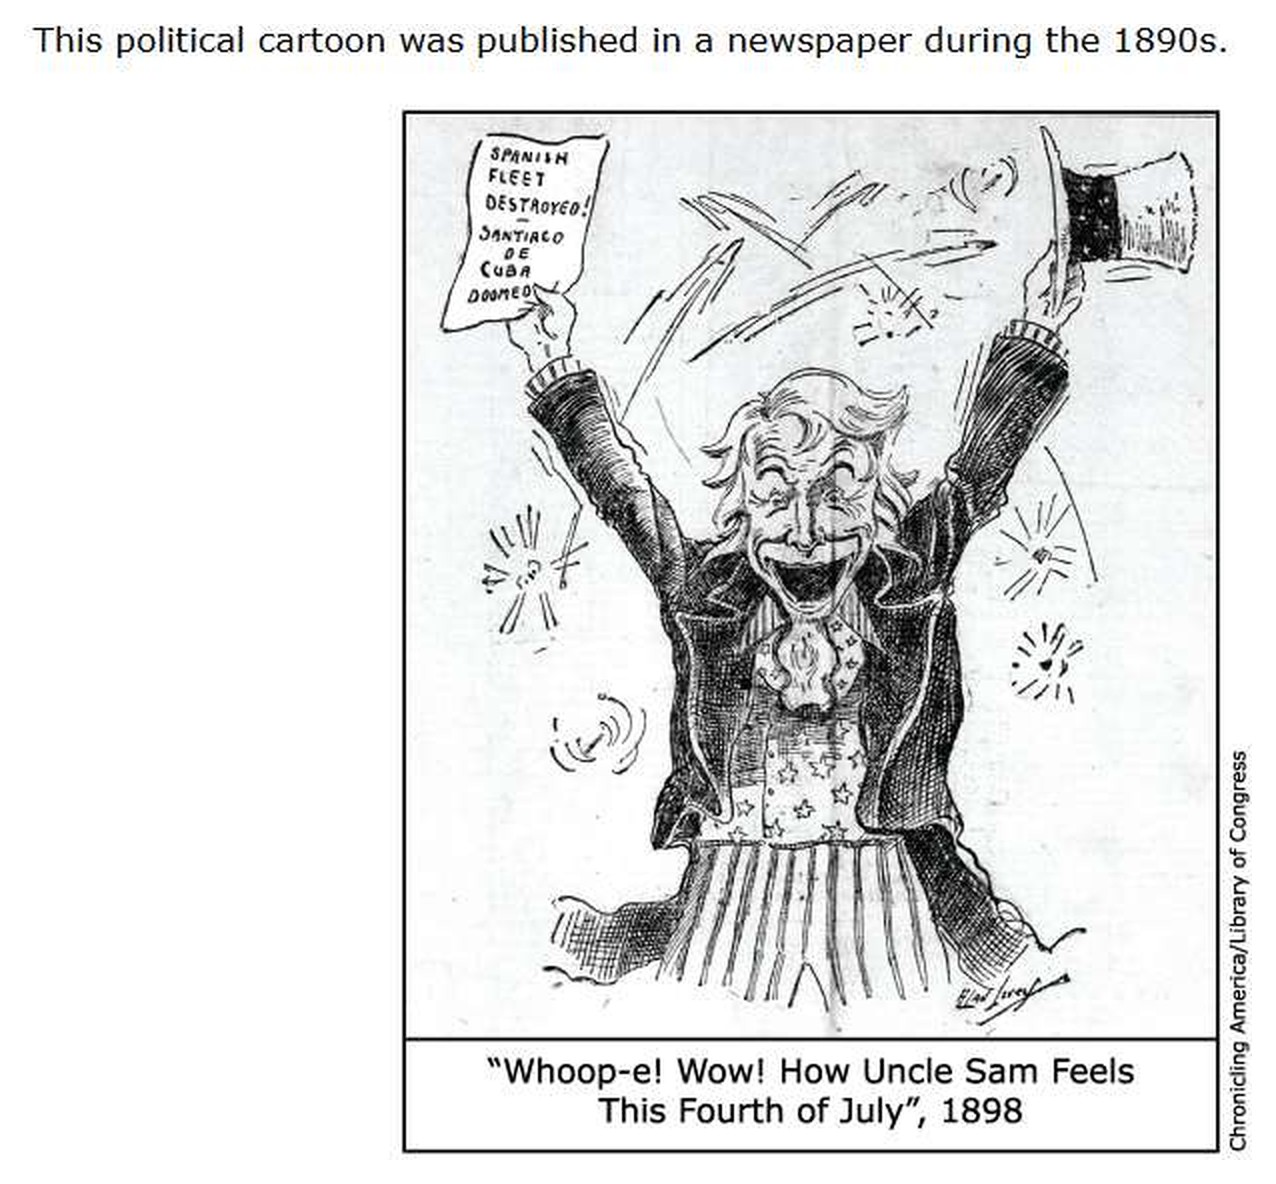 This political cartoon was published in a newspaper during the 1890s.
SPANISH
FLEET
DESTROYED!
–
SANTIAGO
DE
CUBA
DOOMED
"Whoop-e! Wow! How Uncle Sam Feels
This Fourth of July", 1898
Chronicling America/Library of Congress